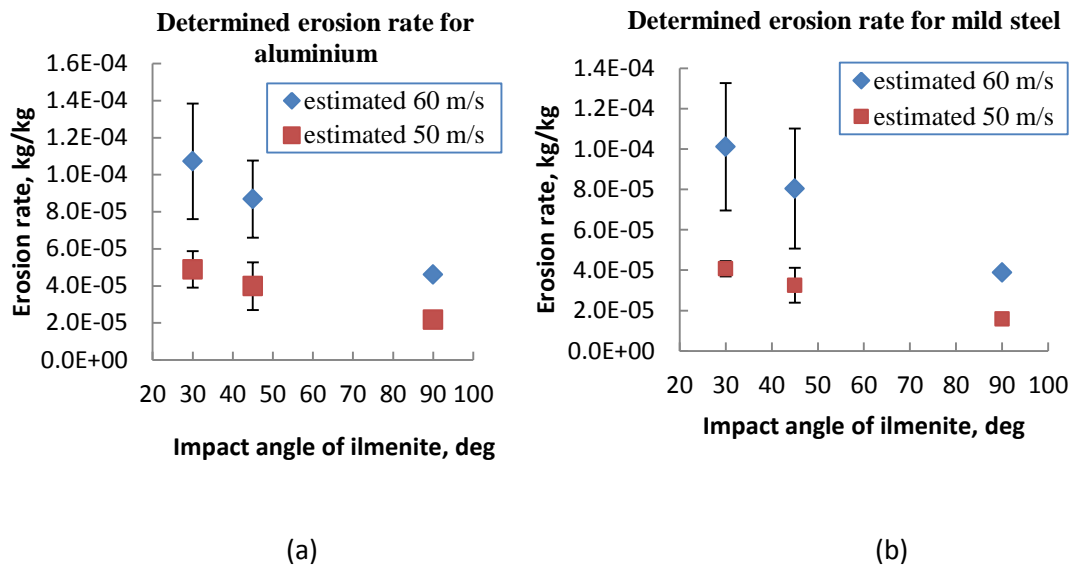 Determined erosion rate for
aluminium
1.6E-04
1.4E-04
1.2E-04
1.0E-04
8.0E-05
6.0E-05
4.0E-05
2.0E-05
0.0E+00
Erosion rate, kg/kg
estimated 60 m/s
estimated 50 m/s
20 30 40 50 60 70 80 90 100
Impact angle of ilmenite, deg
(a)
Determined erosion rate for mild steel
1.4E-04
1.2E-04
1.0E-04
8.0E-05
6.0E-05
4.0E-05
2.0E-05
0.0E+00
Erosion rate, kg/kg
estimated 60 m/s
estimated 50 m/s
20 30 40 50 60 70 80 90 100
Impact angle of ilmenite, deg
(b)